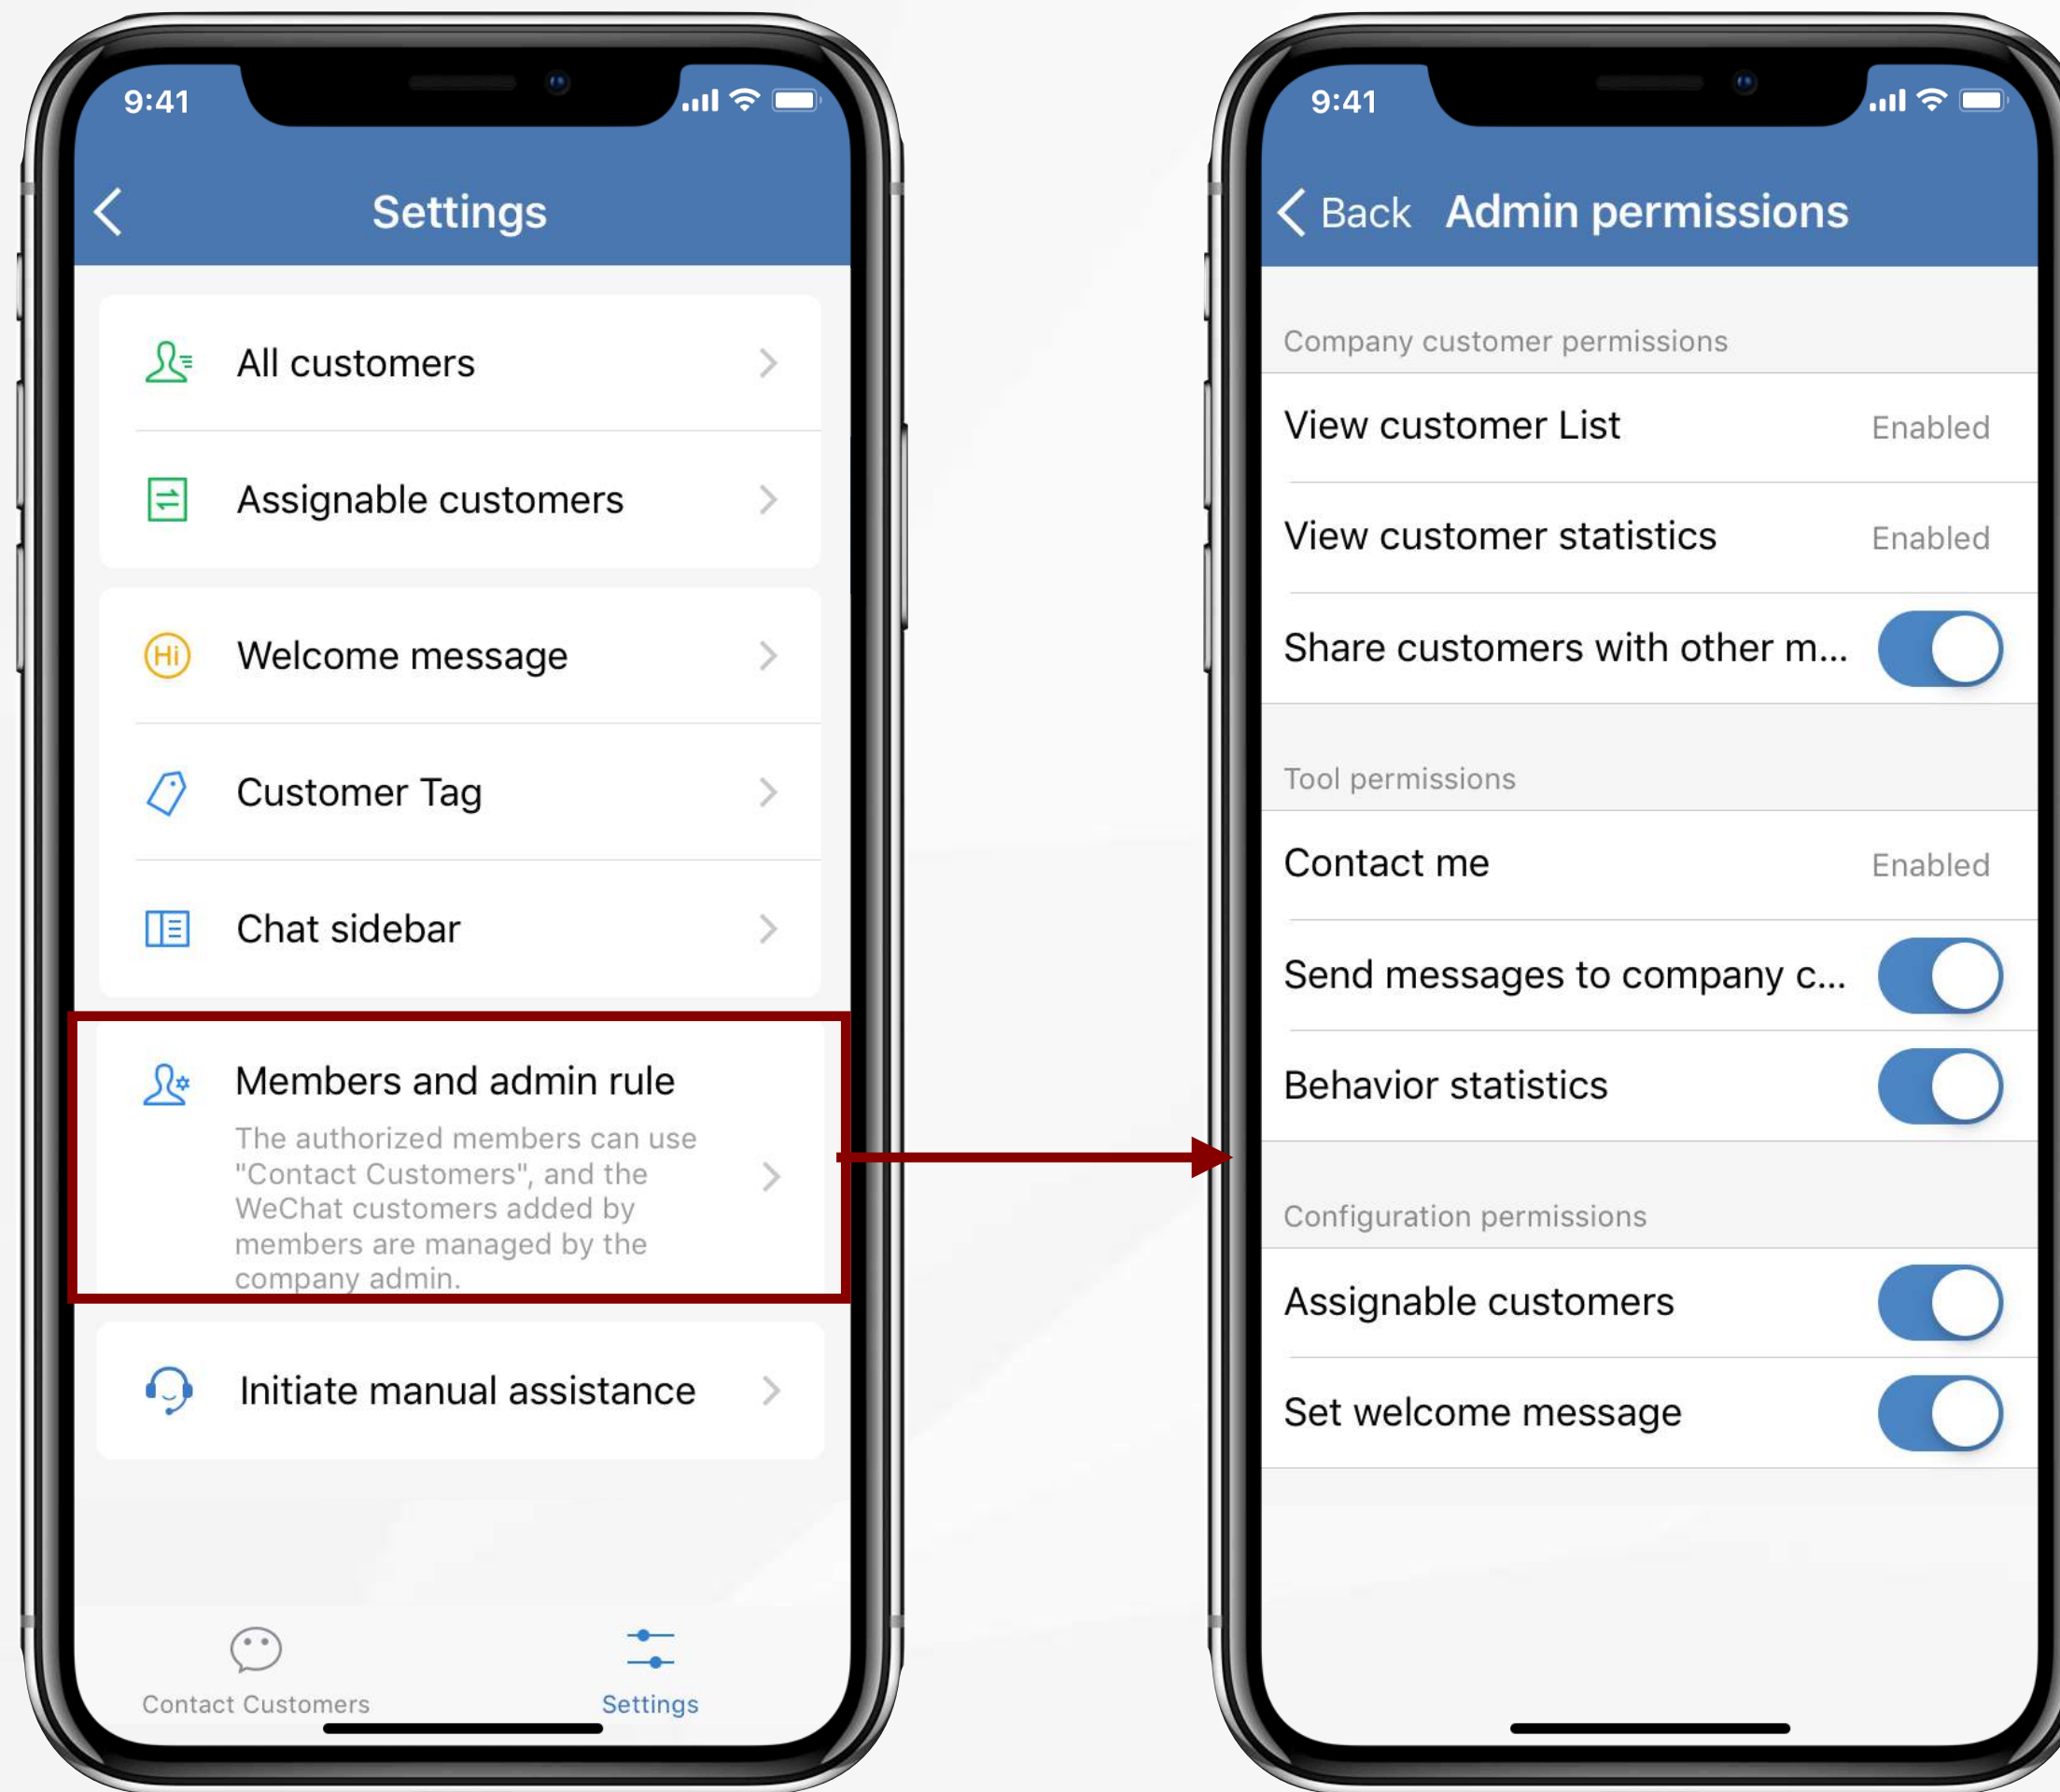 9:41
Settings
All customers
Assignable customers
Hi
Welcome message
Customer Tag
Chat sidebar
Members and admin rule
The authorized members can use
"Contact Customers", and the
WeChat customers added by
members are managed by the
company admin.
Initiate manual assistance
Contact Customers
Settings
9:41
Back Admin permissions
Company customer permissions
View customer List Enabled
View customer statistics Enabled
Share customers with other m...
Tool permissions
Contact me Enabled
Send messages to company c...
Behavior statistics
Configuration permissions
Assignable customers
Set welcome message